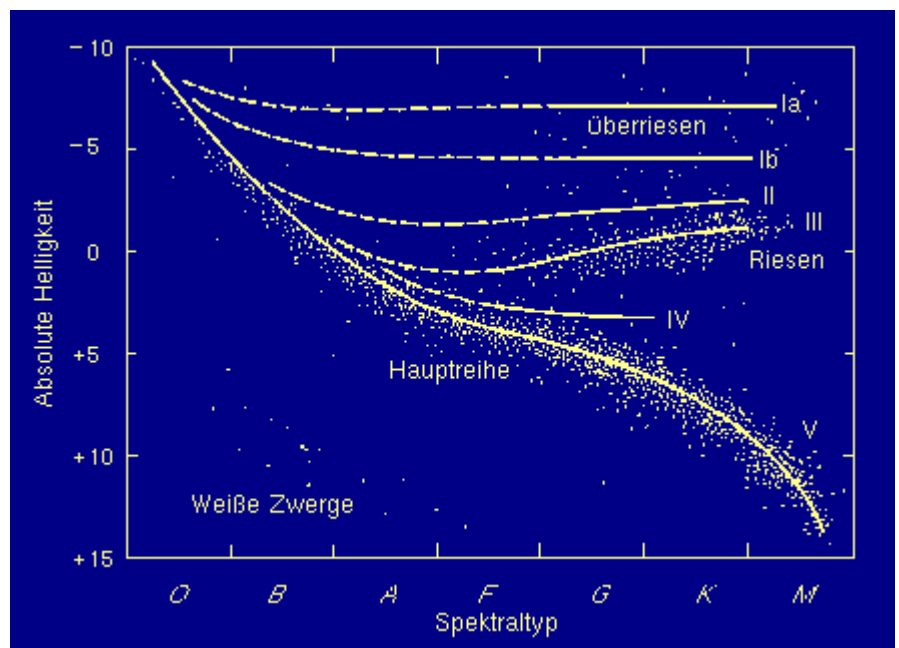 Absolute Helligkeit
-10
-5
0
+5
+10
+15
Ia
überriesen
Ib
II
III
Riesen
IV
Hauptreihe
V
Weiße Zwerge
O B A F G K M
Spektraltyp